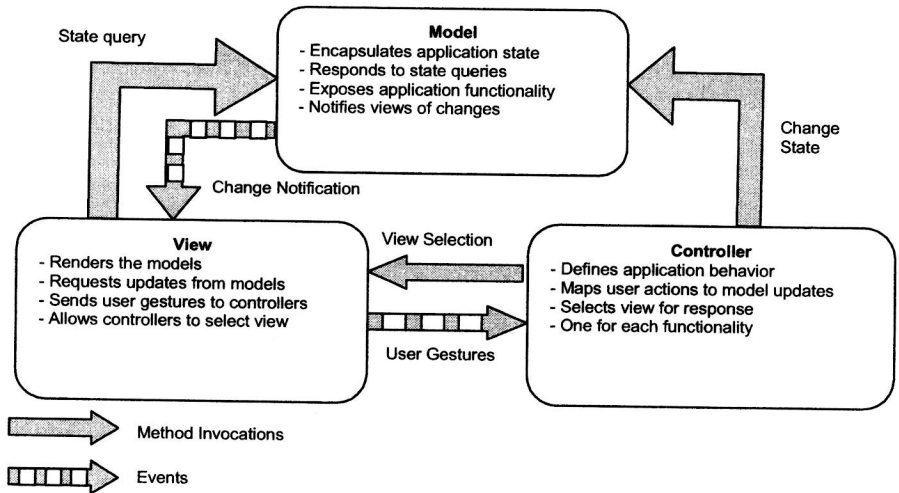 State query
Model
- Encapsulates application state
- Responds to state queries
- Exposes application functionality
- Notifies views of changes
Change
State
Change Notification
View
- Renders the models
- Requests updates from models
- Sends user gestures to controllers
- Allows controllers to select view
View Selection
User Gestures
Controller
- Defines application behavior
- Maps user actions to model updates
- Selects view for response
- One for each functionality
Method Invocations
Events